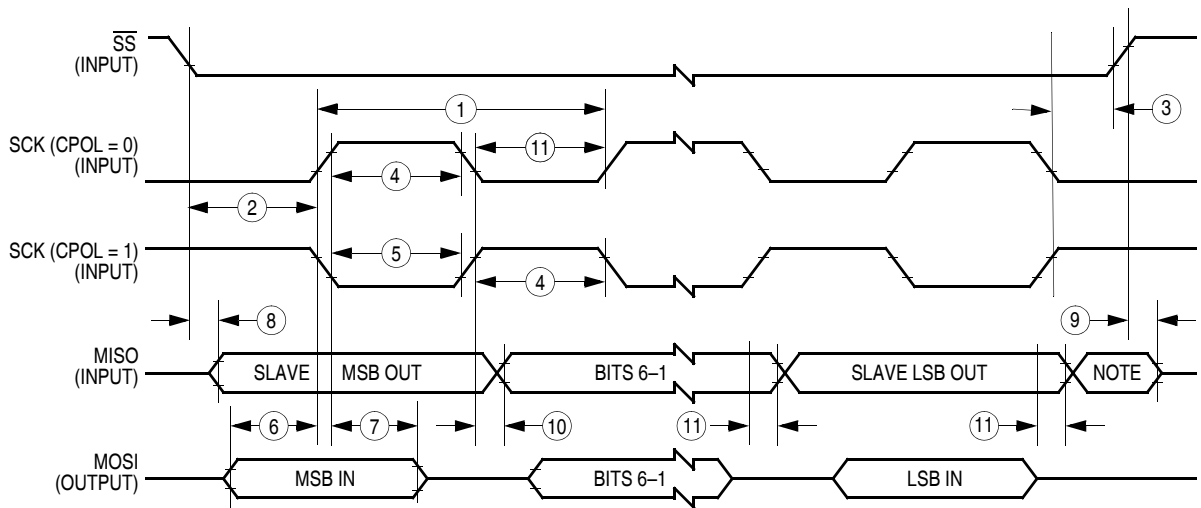 SS
(INPUT)
1
3
SCK (CPOL = 0)
(INPUT)
11
4
2
SCK (CPOL = 1)
(INPUT)
5
4
8
9
MISO
(INPUT)
SLAVE MSB OUT
BITS 6–1
SLAVE LSB OUT
NOTE
6
7
10
11
11
MOSI
(OUTPUT)
MSB IN
BITS 6–1
LSB IN